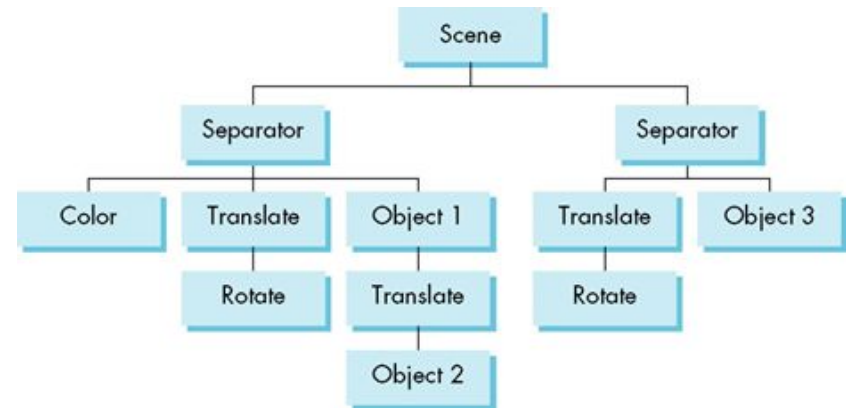 Scene
Separator
Separator
Color
Translate
Object 1
Translate
Object 3
Rotate
Translate
Rotate
Object 2